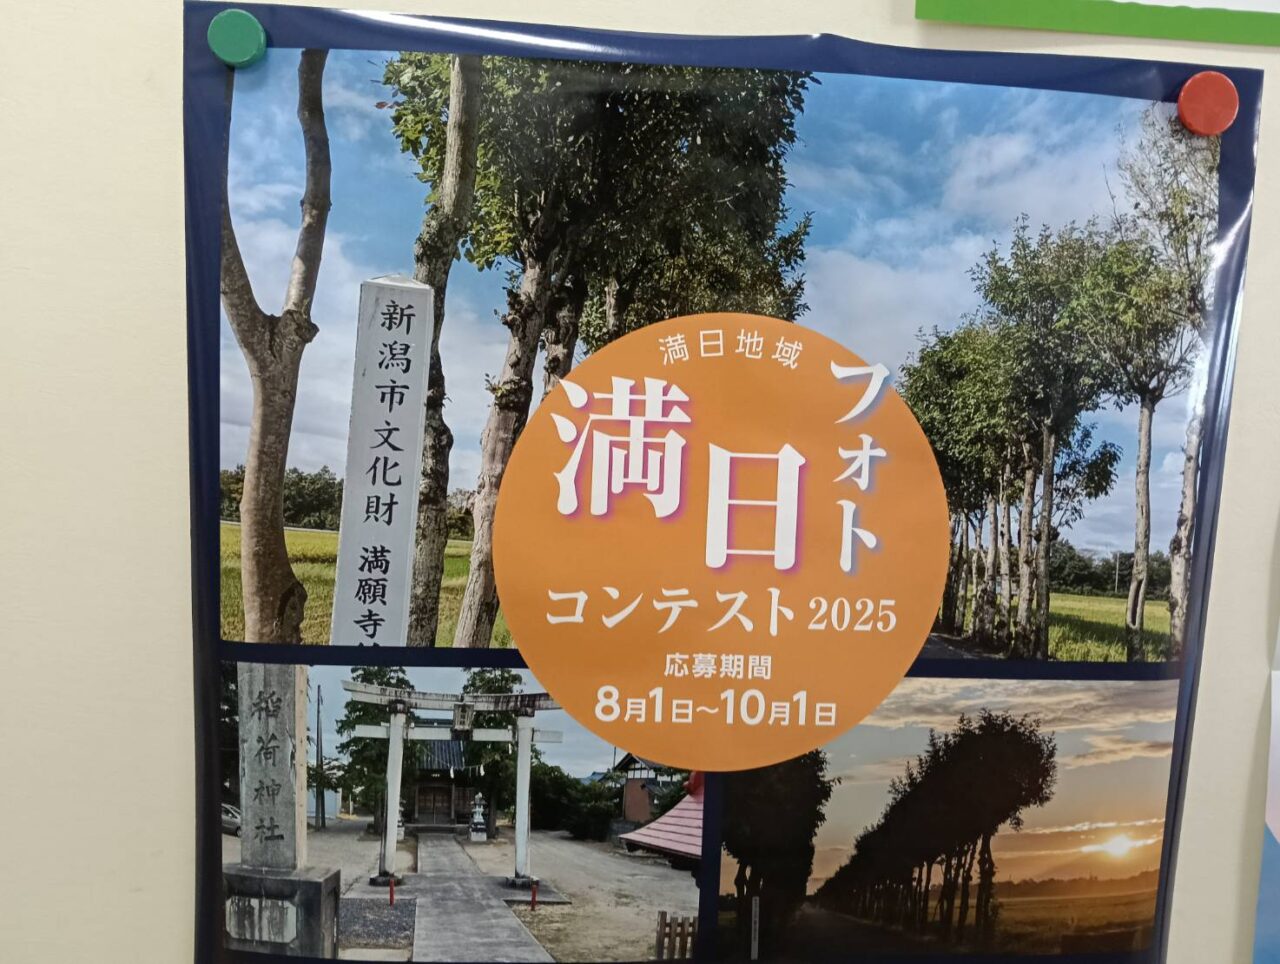 新潟市文化財 満願寺
満日地域
満日フォト
コンテスト2025
応募期間
8月1日～10月1日
稲荷神社